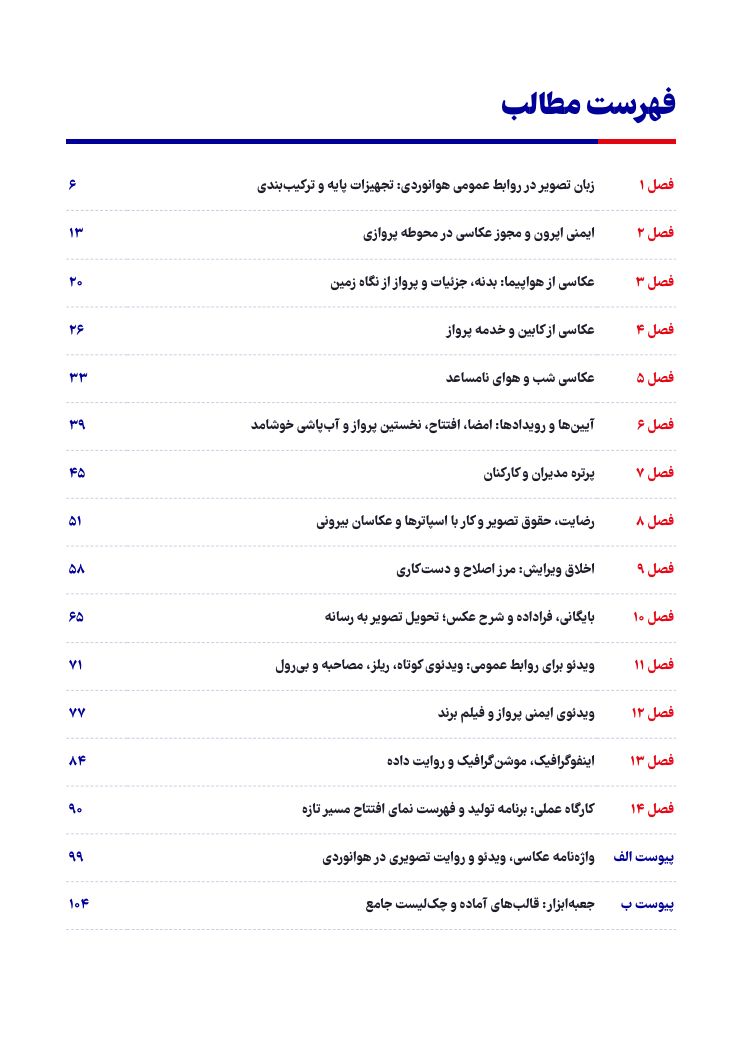 فهرست مطالب
فصل ۱ زبان تصویر در روابط عمومی هوانوردی: تجهیزات پایه و ترکیب‌بندی ۶
فصل ۲ ایمنی اپرون و مجوز عکاسی در محوطه پروازی ۱۳
فصل ۳ عکاسی از هواپیما: بدنه، جزئیات و پرواز از نگاه زمین ۲۰
فصل ۴ عکاسی از کابین و خدمه پرواز ۲۶
فصل ۵ عکاسی شب و هوای نامساعد ۳۳
فصل ۶ آیین‌ها و رویدادها: امضا، افتتاح، نخستین پرواز و آب‌پاشی خوشامد ۳۹
فصل ۷ پرتره مدیران و کارکنان ۴۵
فصل ۸ رضایت، حقوق تصویر و کار با اسپاترها و عکاسان بیرونی ۵۱
فصل ۹ اخلاق ویرایش: مرز اصلاح و دست‌کاری ۵۸
فصل ۱۰ بایگانی، فراداده و شرح عکس؛ تحویل تصویر به رسانه ۶۵
فصل ۱۱ ویدئو برای روابط عمومی: ویدئوی کوتاه، ریلز، مصاحبه و بی‌رول ۷۱
فصل ۱۲ ویدئوی ایمنی پرواز و فیلم برند ۷۷
فصل ۱۳ اینفوگرافیک، موشن‌گرافیک و روایت داده ۸۴
فصل ۱۴ کارگاه عملی: برنامه تولید و فهرست نمای افتتاح مسیر تازه ۹۰
پیوست الف واژه‌نامه عکاسی، ویدئو و روایت تصویری در هوانوردی ۹۹
پیوست ب جعبه‌ابزار: قالب‌های آماده و چک‌لیست جامع ۱۰۴